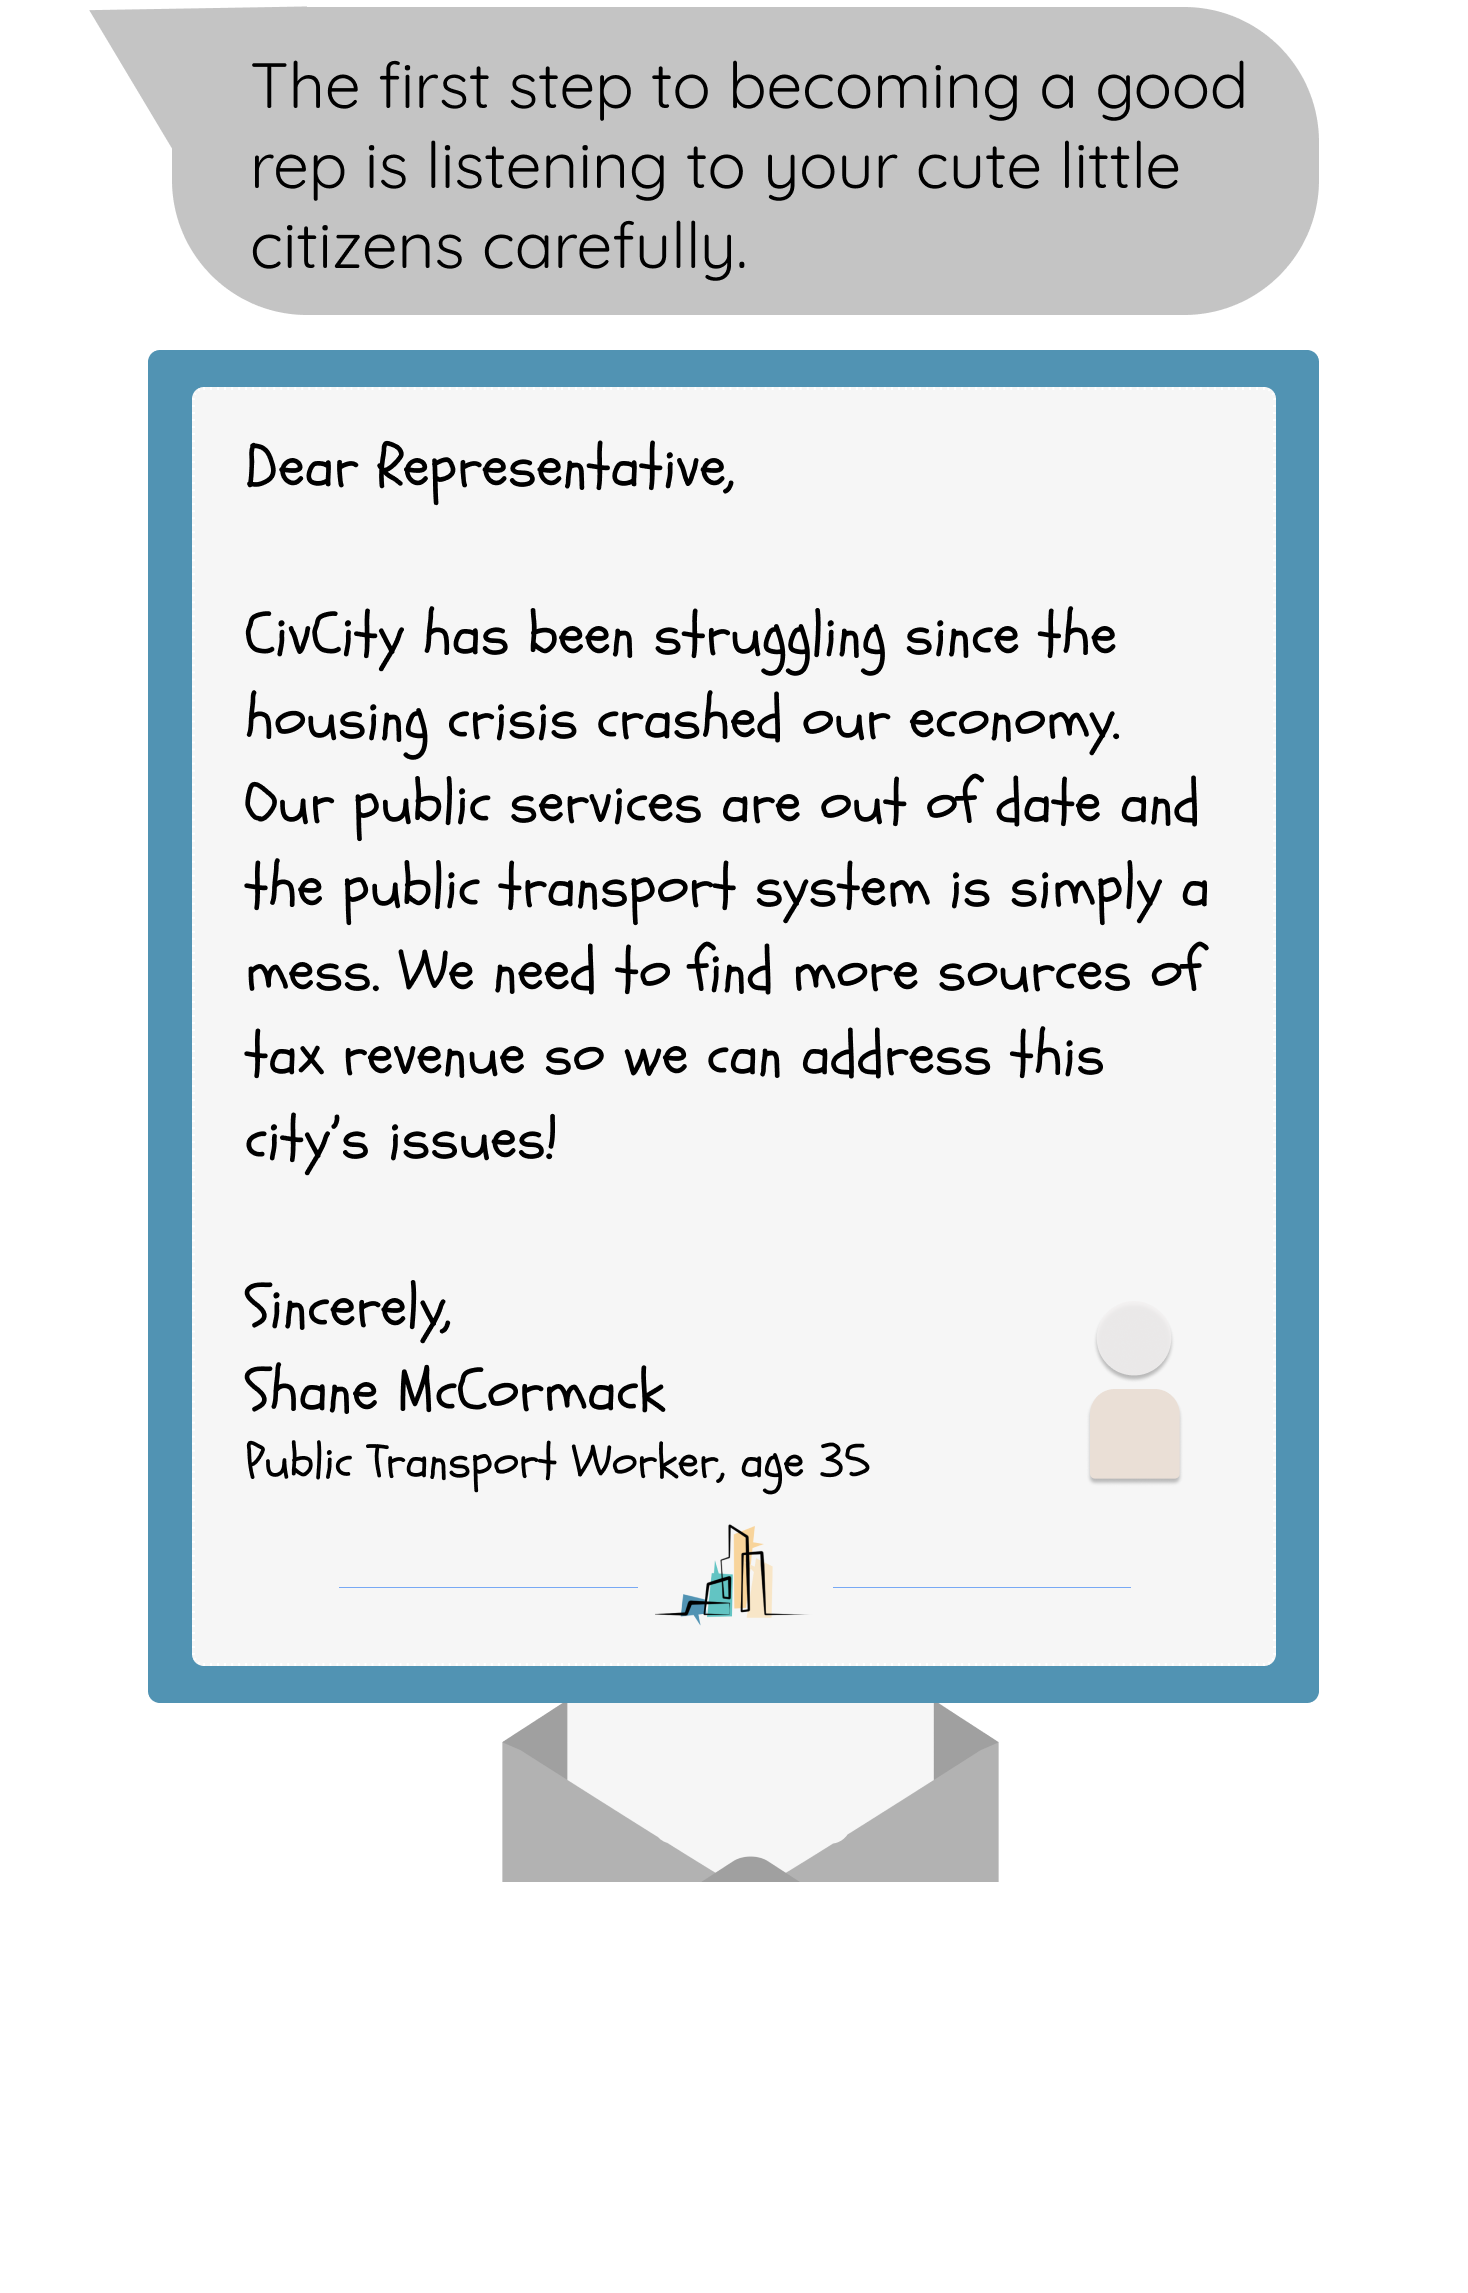 The first step to becoming a good
rep is listening to your cute little
citizens carefully.
Dear Representative,
CivCity has been struggling since the
housing crisis crashed our economy.
Our public services are out of date and
the public transport system is simply a
mess. We need to find more sources of
tax revenue so we can address this
city's issues!
Sincerely,
Shane McCormack
Public Transport Worker, age 35